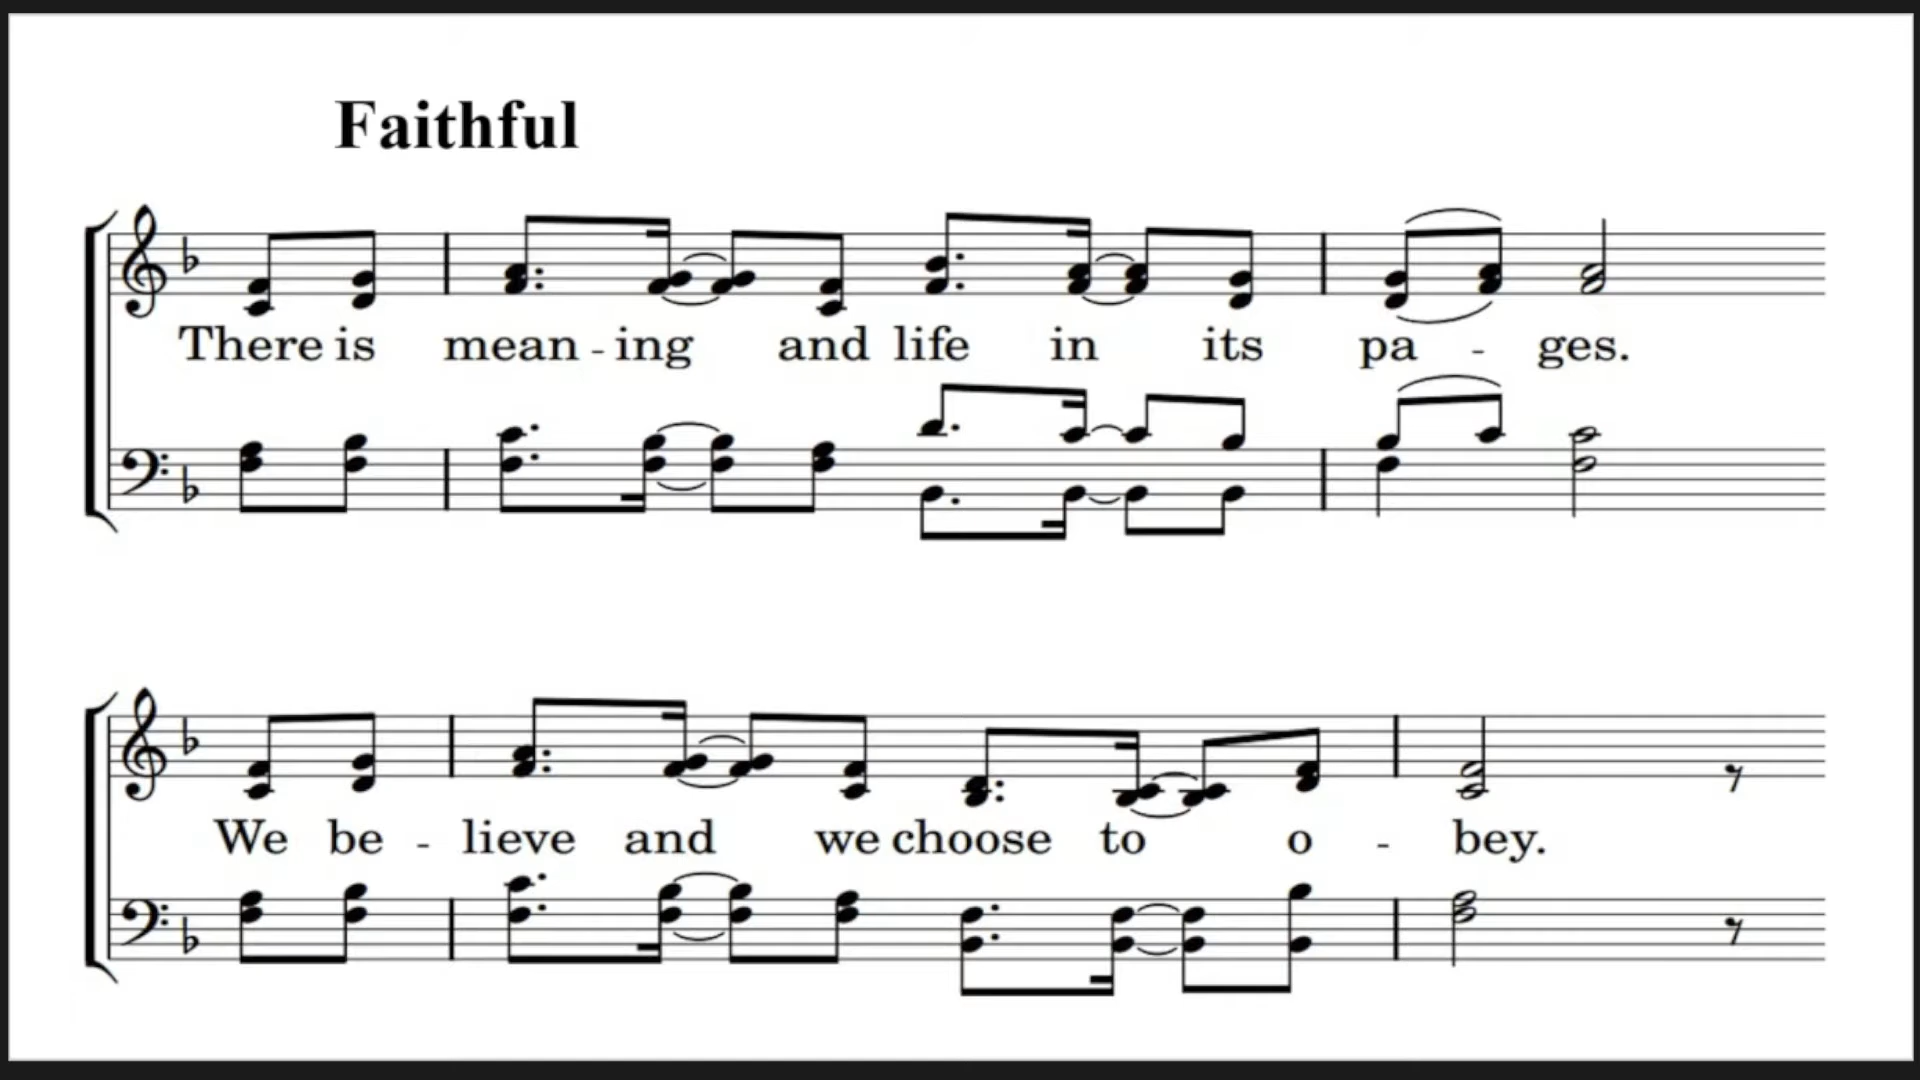 Faithful
There is mean - ing and life in its pa - ges.
We be - lieve and we choose to o - bey.